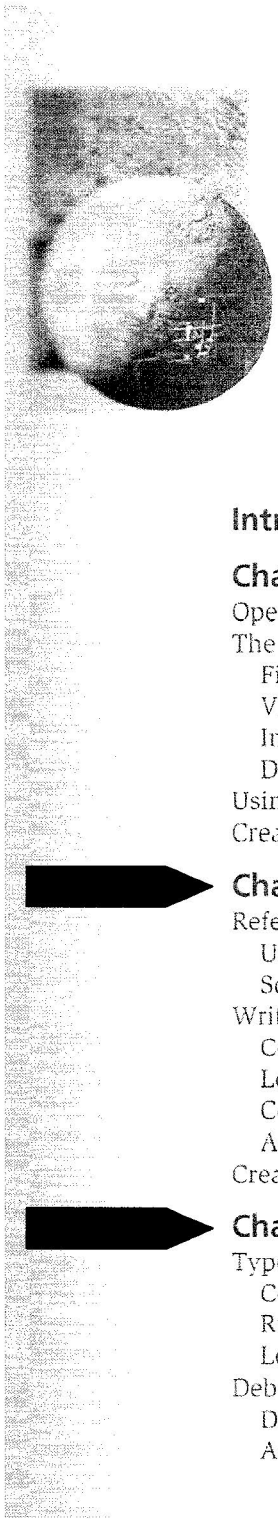 Intr
Cha
Ope
The
Fi
V
In
D
Usin
Crea
Cha
Refe
U
Sc
Writ
C
Lo
C
A
Crea
Cha
Type
C
R
Lo
Deb
D
A